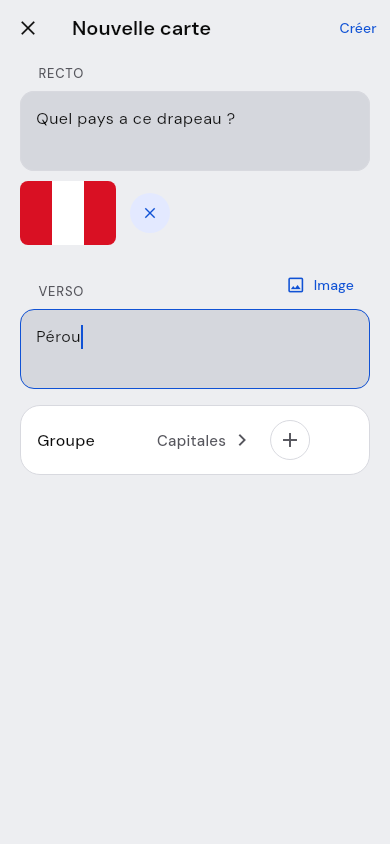 Nouvelle carte
Créer
RECTO
Quel pays a ce drapeau ?
Image
VERSO
Pérou
Groupe
Capitales